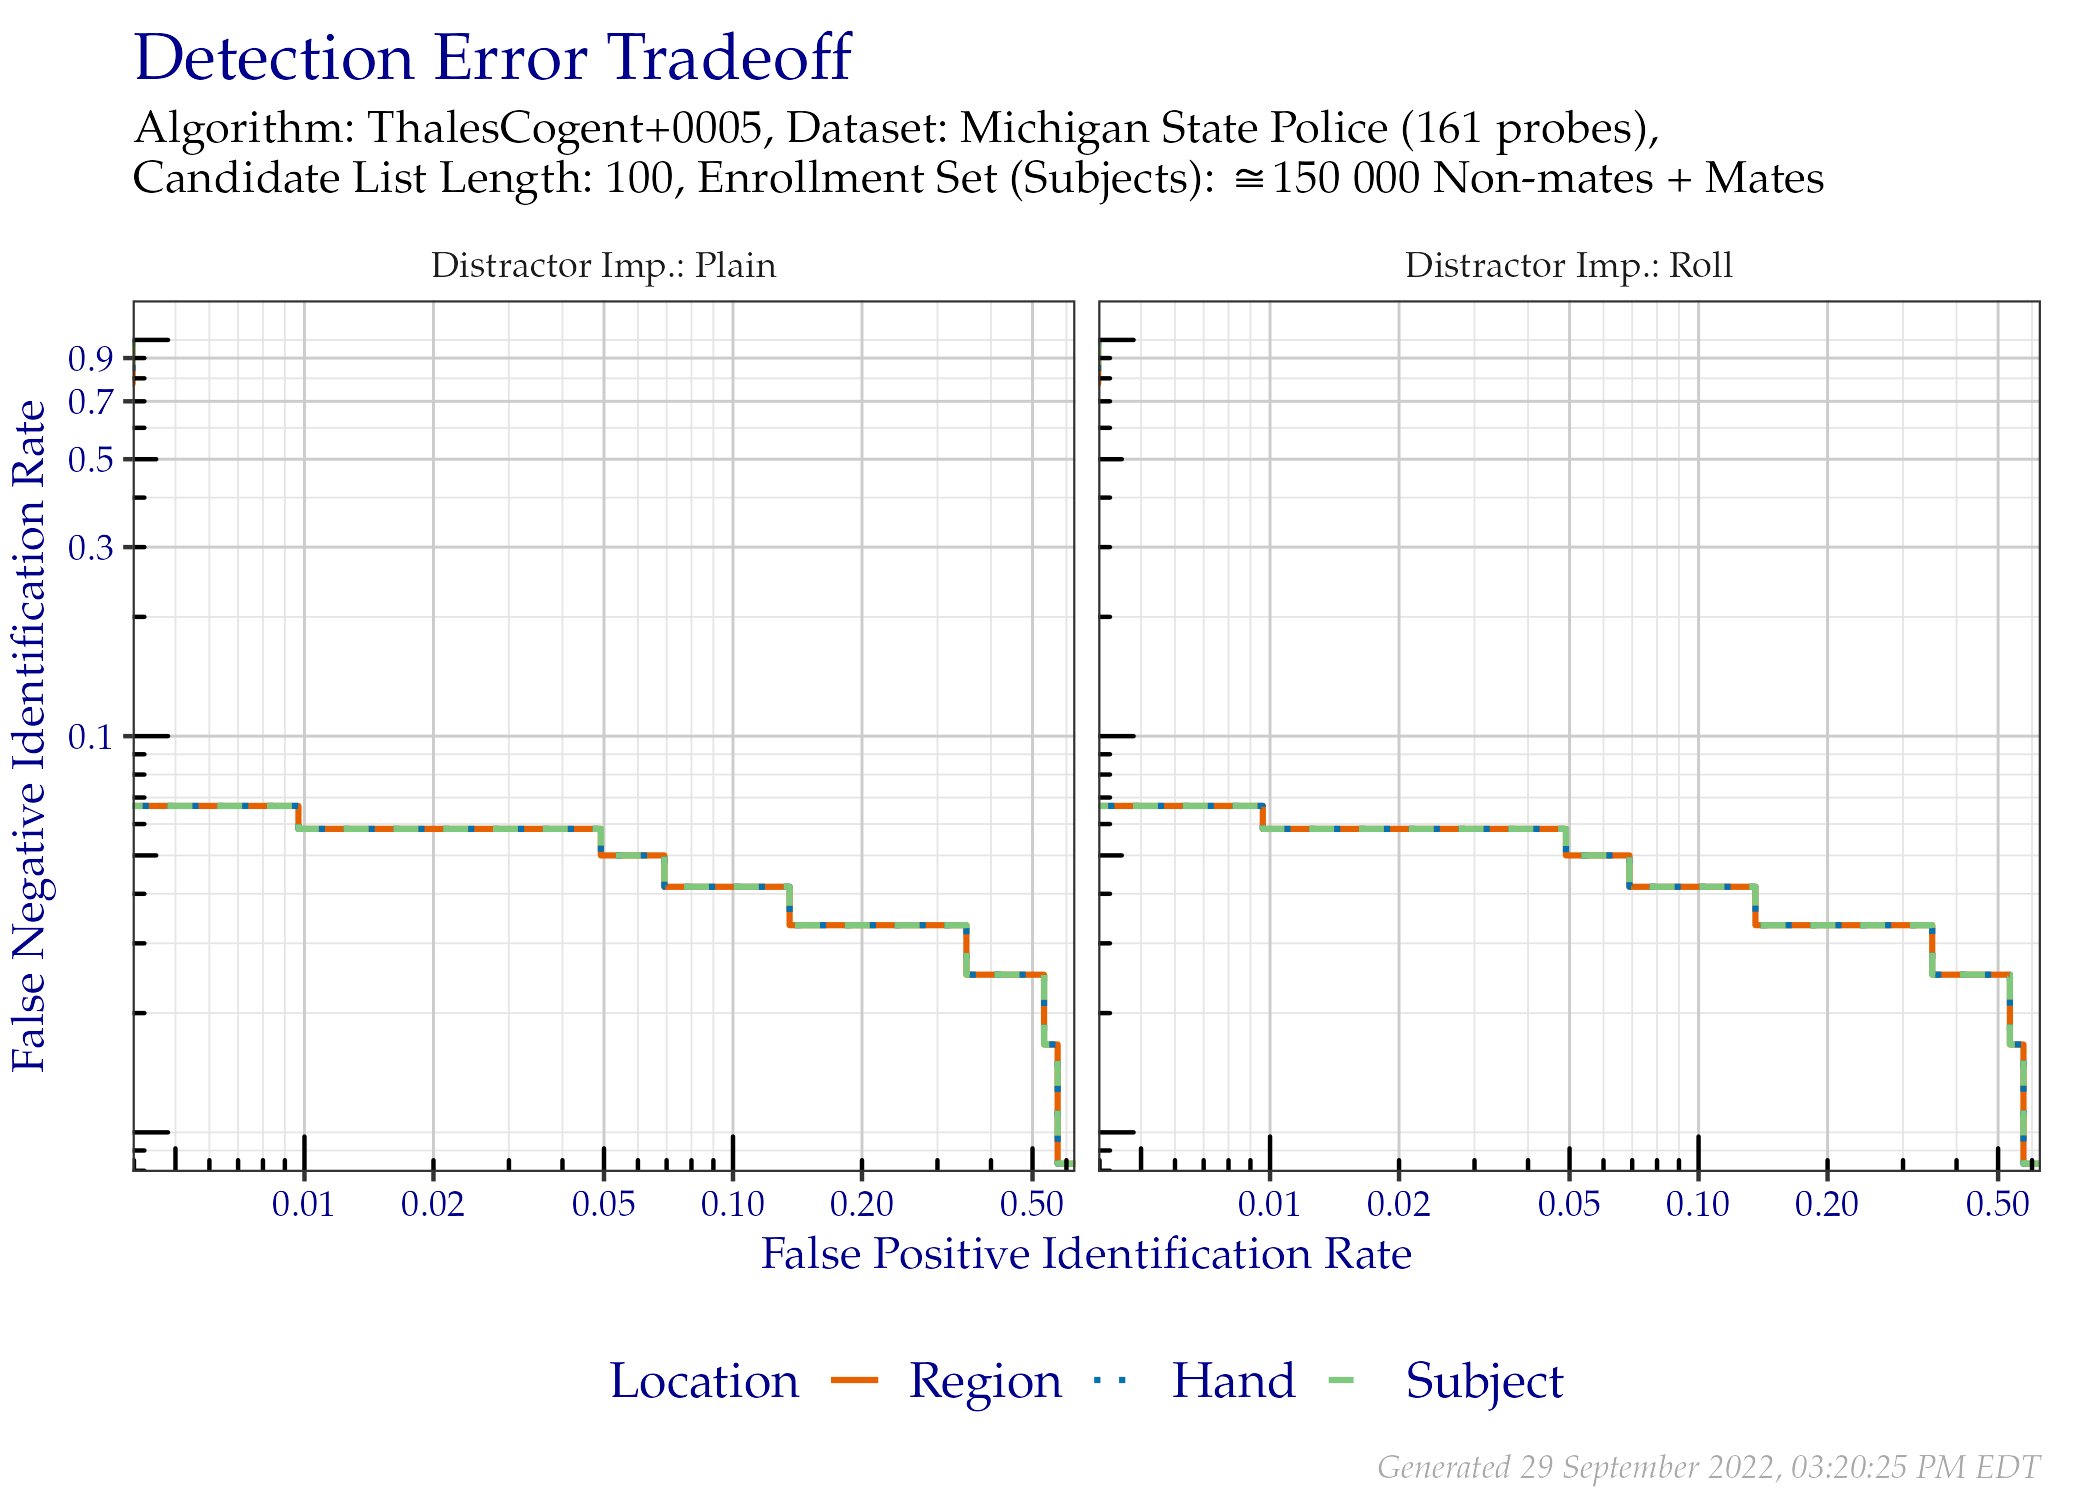 Detection Error Tradeoff
Algorithm: ThalesCogent+0005, Dataset: Michigan State Police (161 probes),
Candidate List Length: 100, Enrollment Set (Subjects): ≅150 000 Non-mates + Mates
Distractor Imp.: Plain
Distractor Imp.: Roll
False Negative Identification Rate
0.9
0.7
0.5
0.3
0.1
0.01 0.02 0.05 0.10 0.20 0.50
0.01 0.02 0.05 0.10 0.20 0.50
False Positive Identification Rate
Location Region Hand Subject
Generated 29 September 2022, 03:20:25 PM EDT